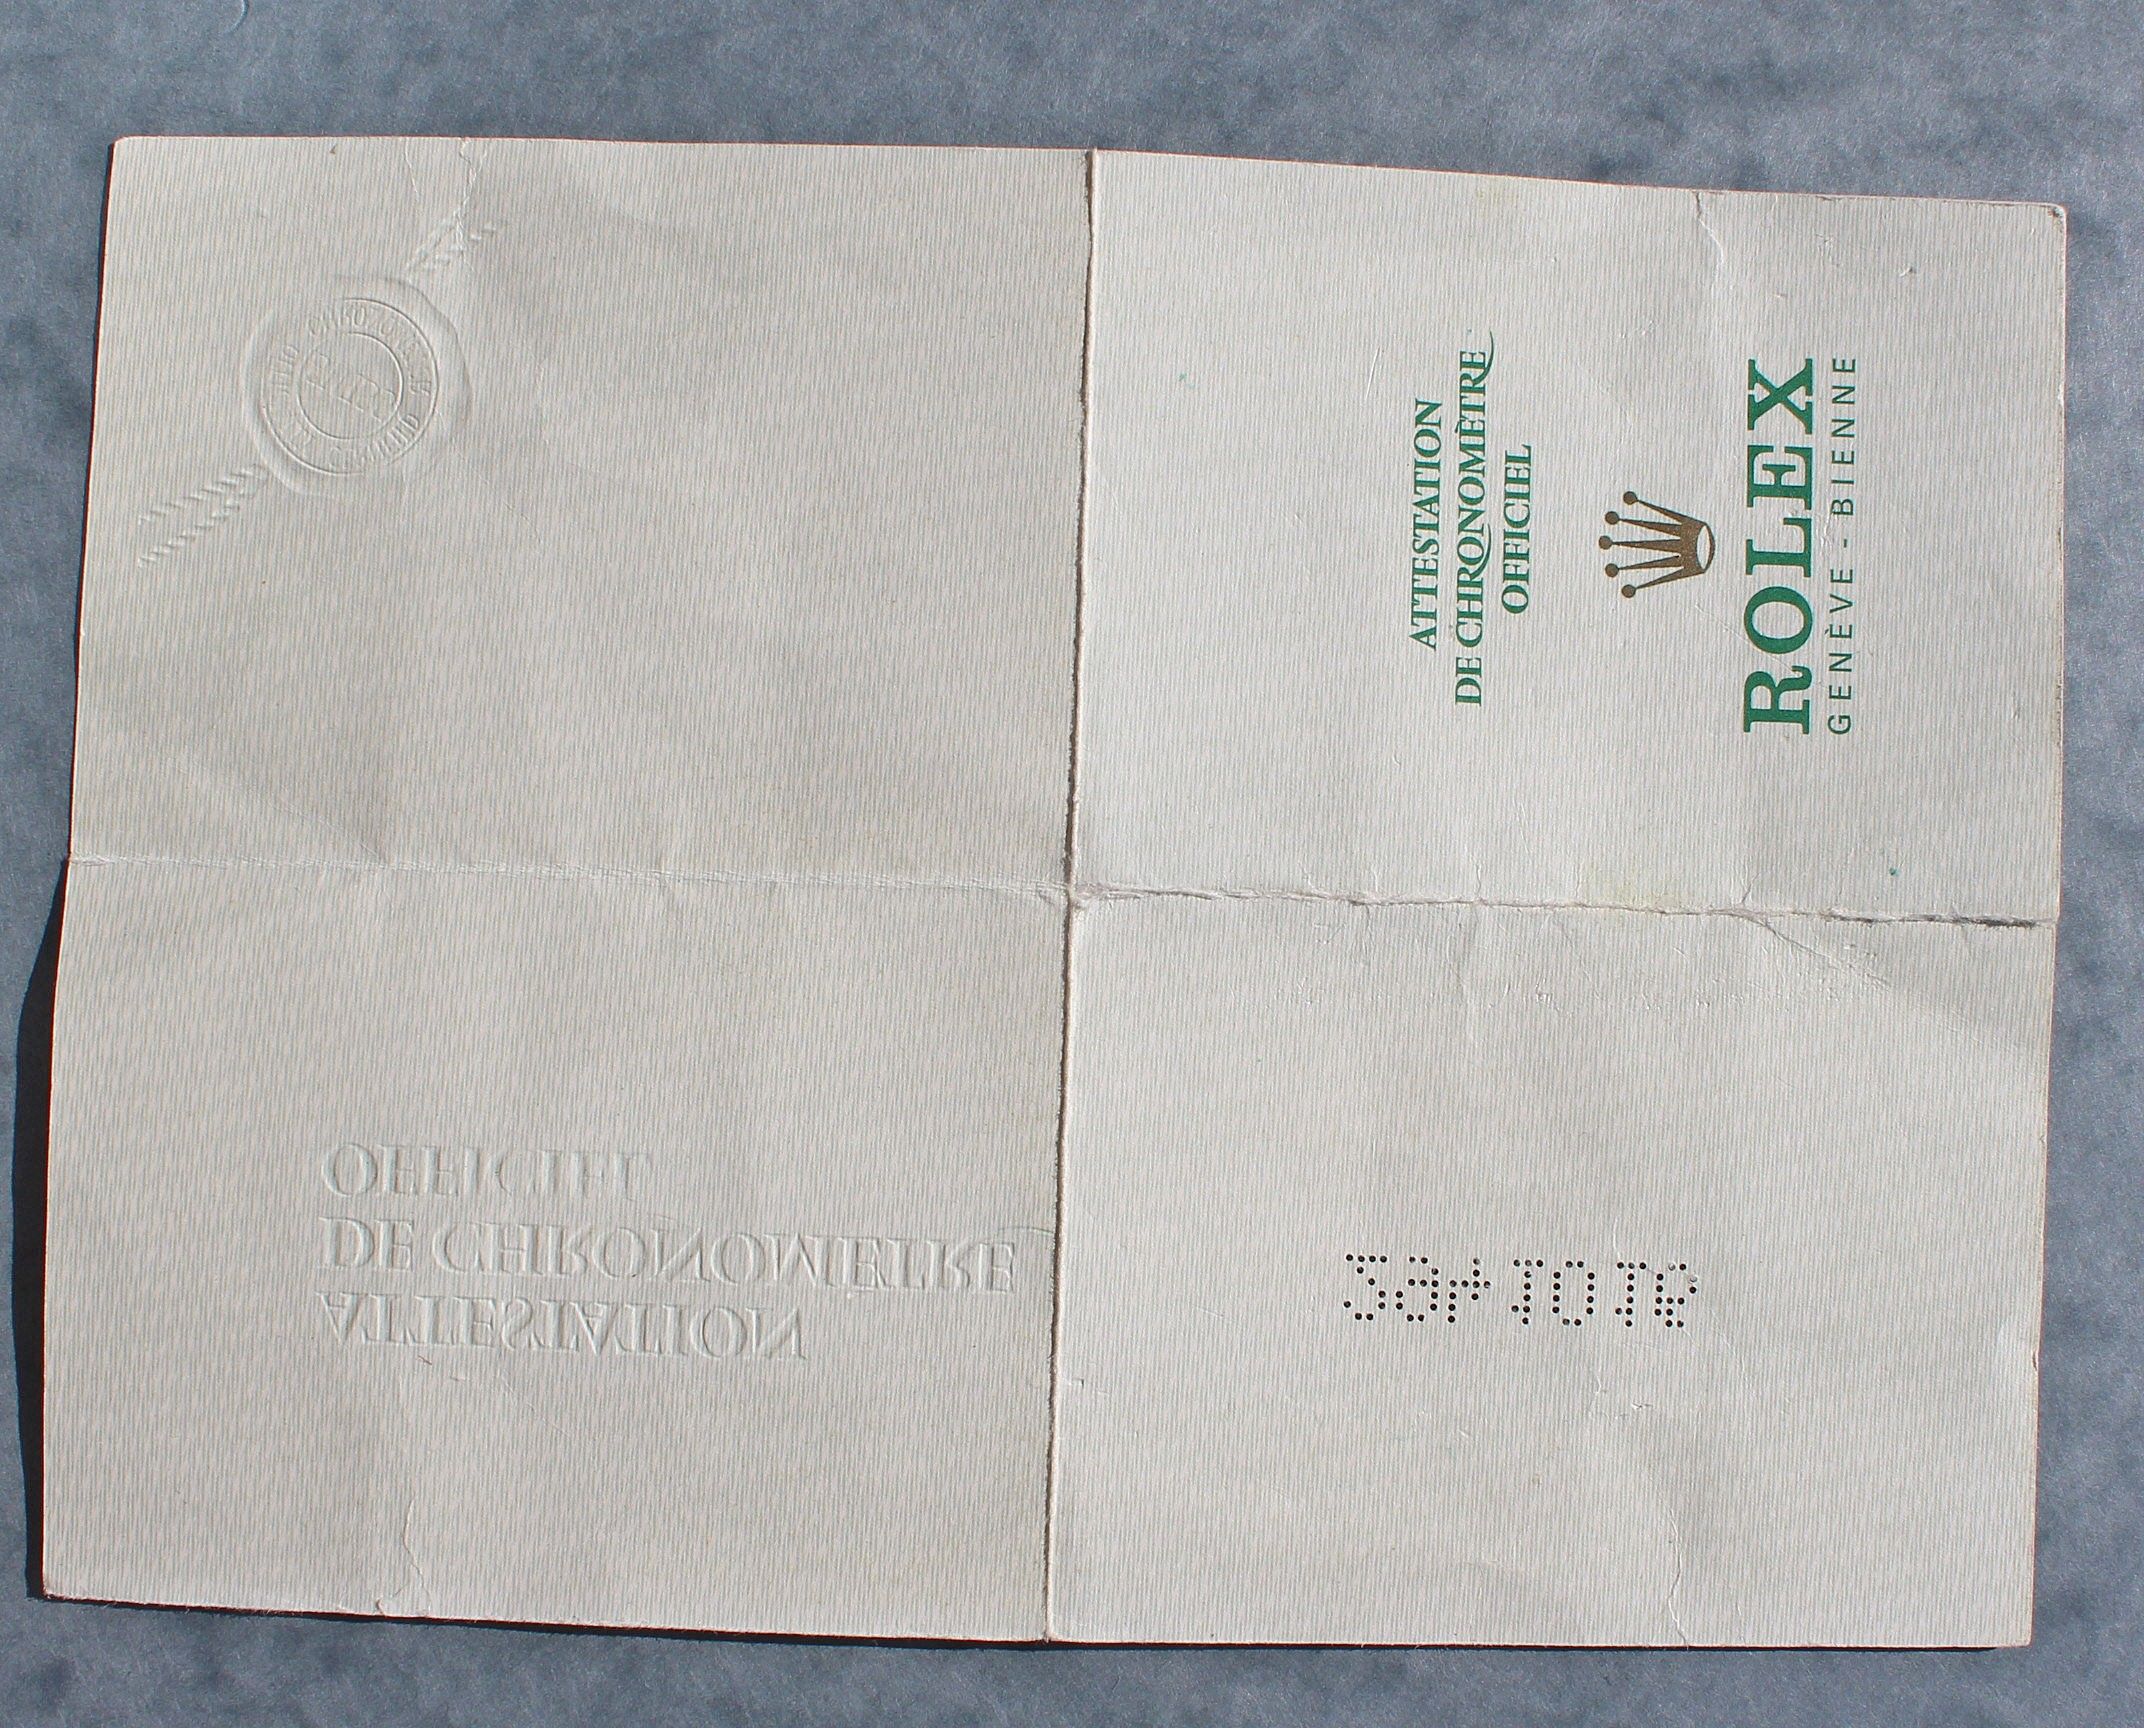 ATTESTATION
DE CHRONOMÈTRE
OFFICIEL
ROLEX
GENÈVE - BIENNE
ATTESTATION
DE CHRONOMÈTRE
OFFICIEL